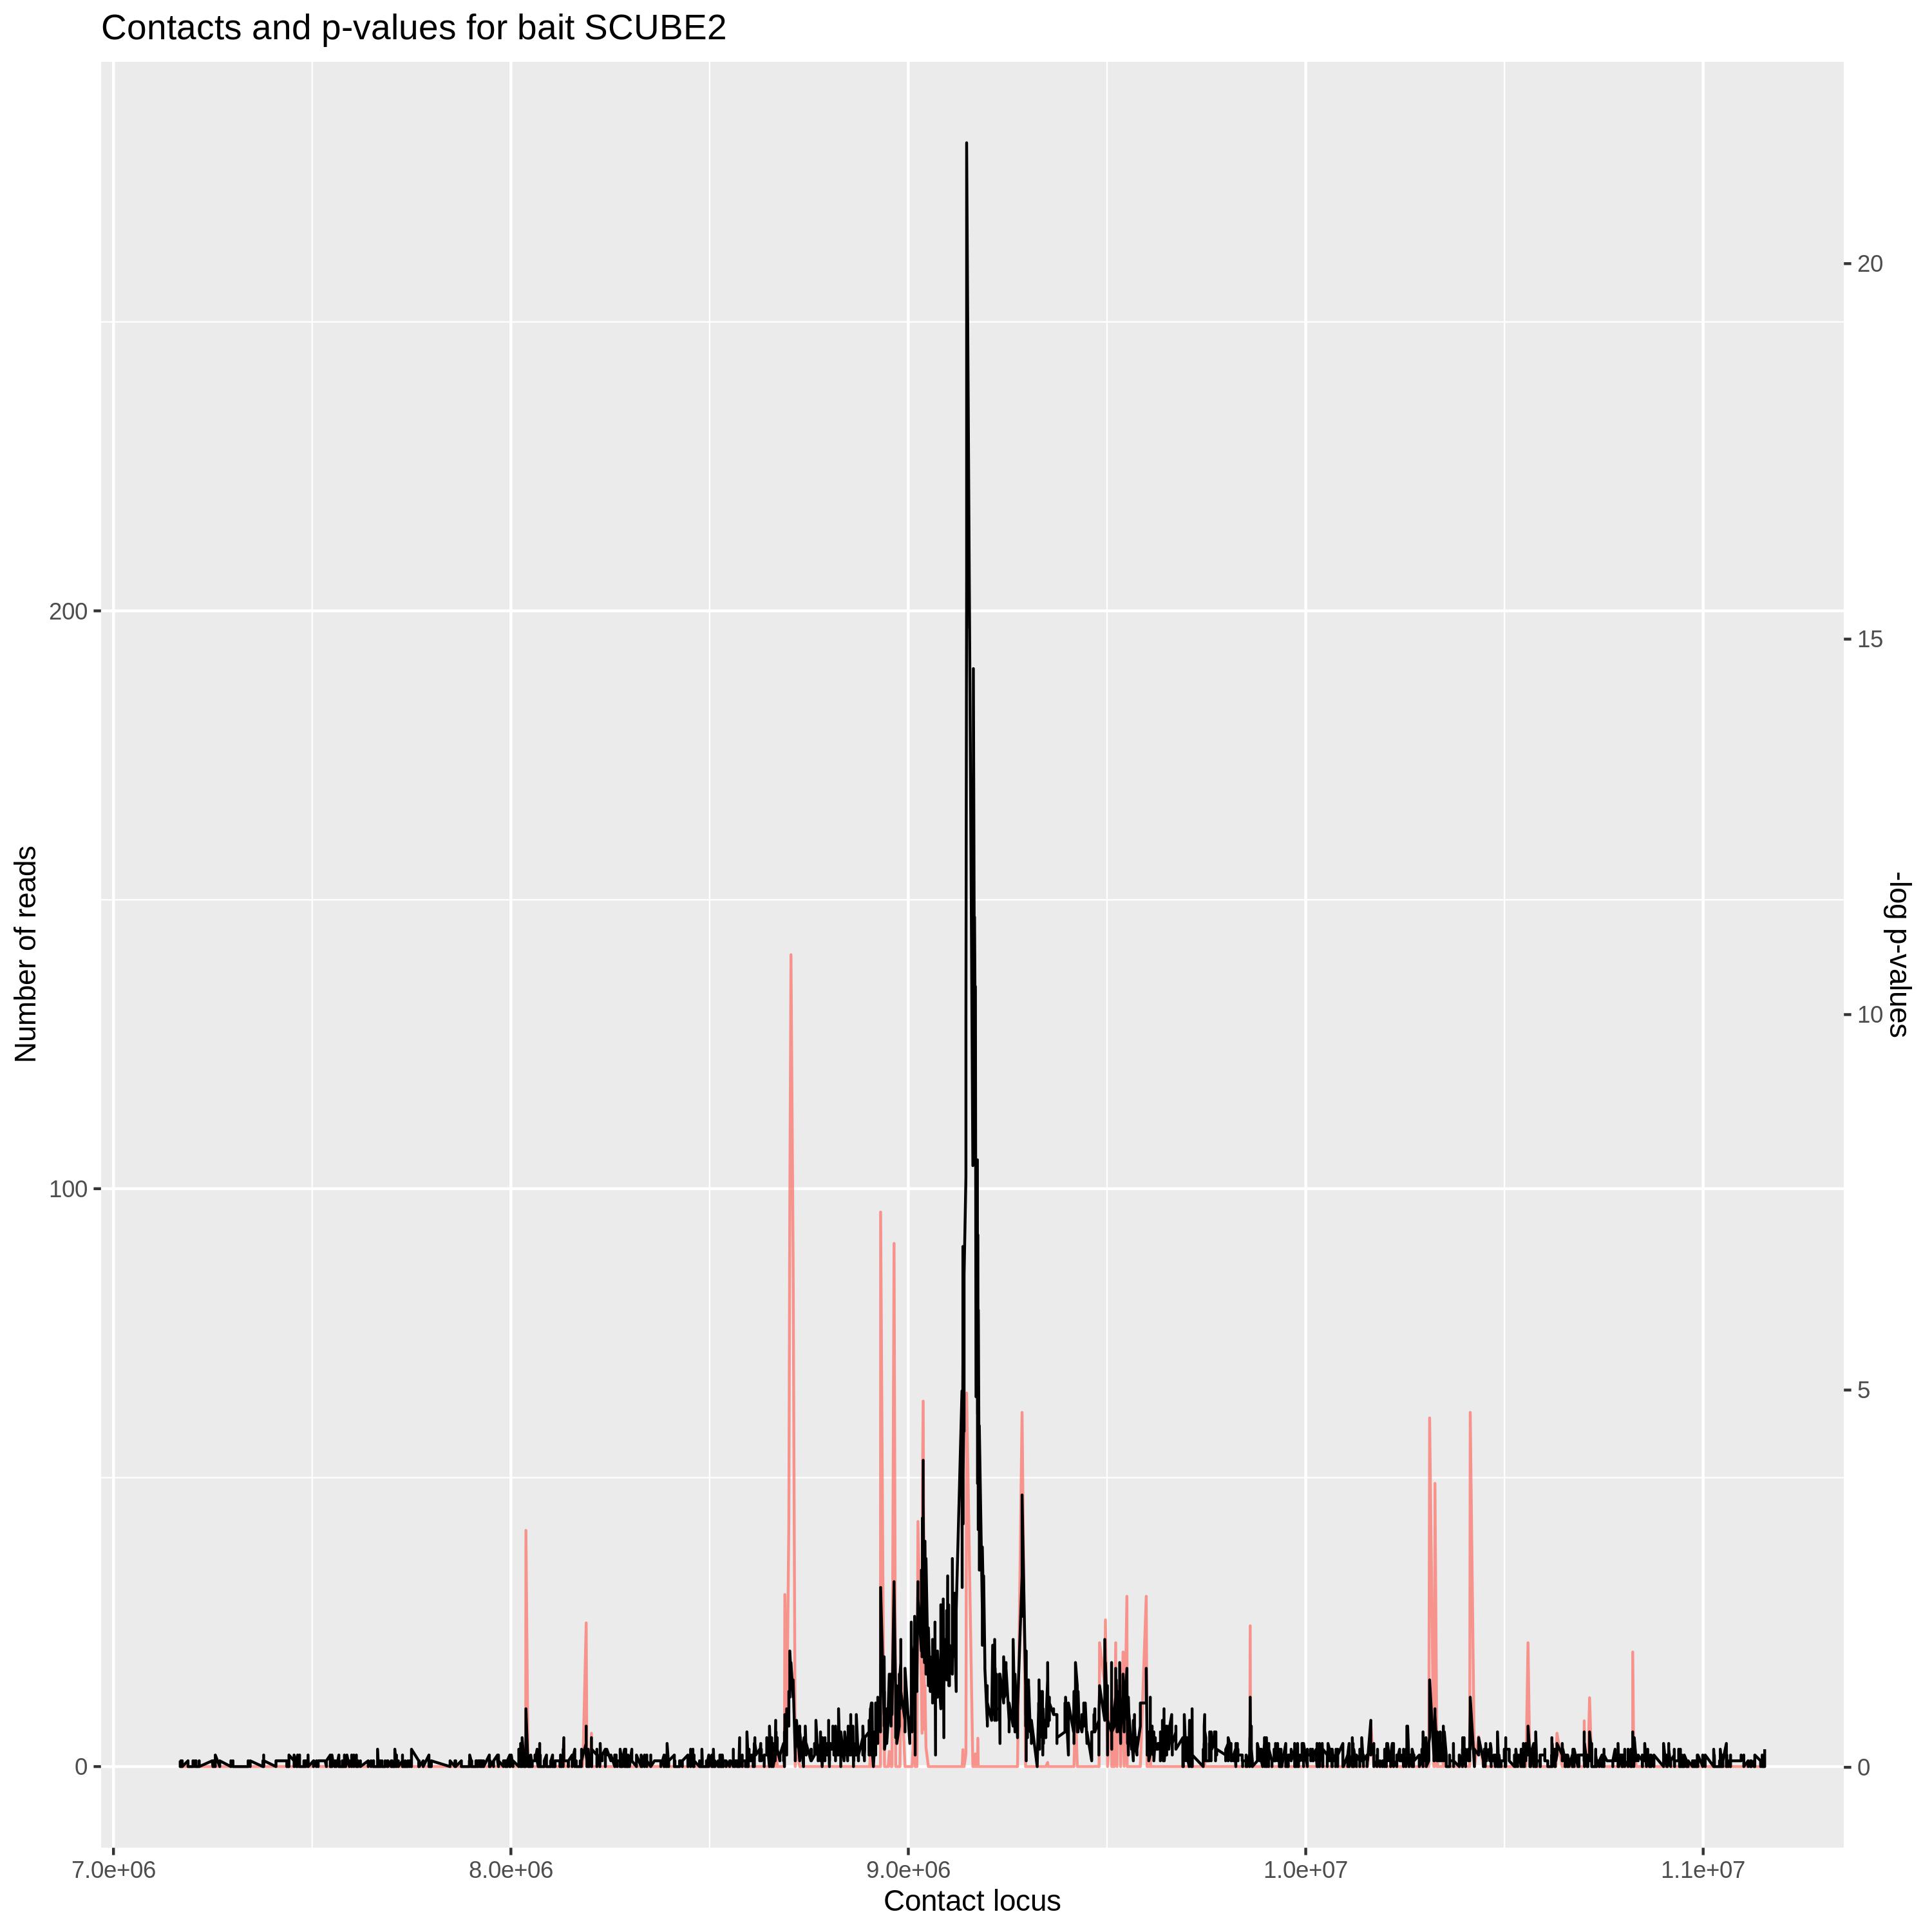 Contacts and p-values for bait SCUBE2
Number of reads
200
100
0
20
15
10
5
0
-log p-values
7.0e+06
8.0e+06
9.0e+06
1.0e+07
1.1e+07
Contact locus